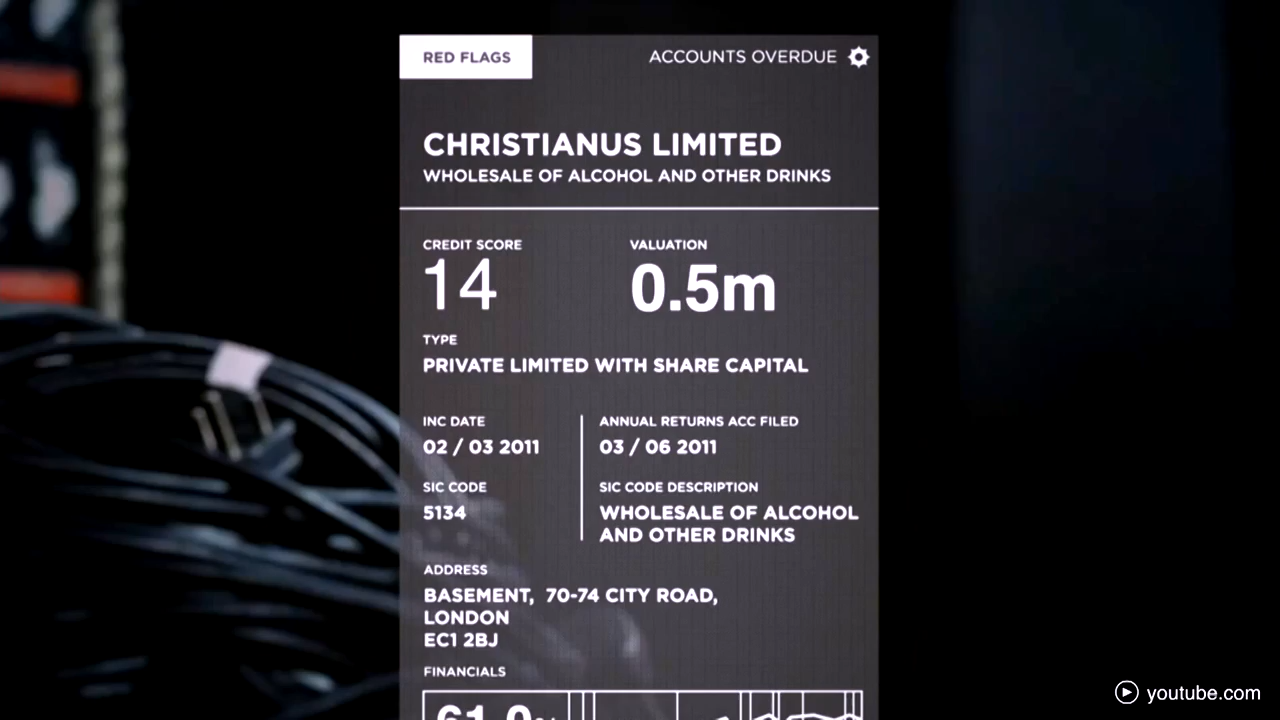 RED FLAGS
ACCOUNTS OVERDUE
CHRISTIANUS LIMITED
WHOLESALE OF ALCOHOL AND OTHER DRINKS
CREDIT SCORE
VALUATION
14
0.5m
TYPE
PRIVATE LIMITED WITH SHARE CAPITAL
INC DATE
02 / 03 2011
ANNUAL RETURNS ACC FILED
03 / 06 2011
SIC CODE
5134
SIC CODE DESCRIPTION
WHOLESALE OF ALCOHOL
AND OTHER DRINKS
ADDRESS
BASEMENT, 70-74 CITY ROAD,
LONDON
EC1 2BJ
FINANCIALS
youtube.com